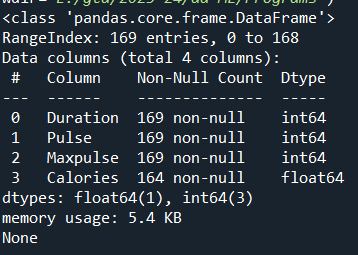 <class 'pandas.core.frame.DataFrame'>
RangeIndex: 169 entries, 0 to 168
Data columns (total 4 columns):
 #   Column    Non-Null Count  Dtype
---  ------    --------------  -----
 0   Duration  169 non-null    int64
 1   Pulse     169 non-null    int64
 2   Maxpulse  169 non-null    int64
 3   Calories  164 non-null    float64
dtypes: float64(1), int64(3)
memory usage: 5.4 KB
None